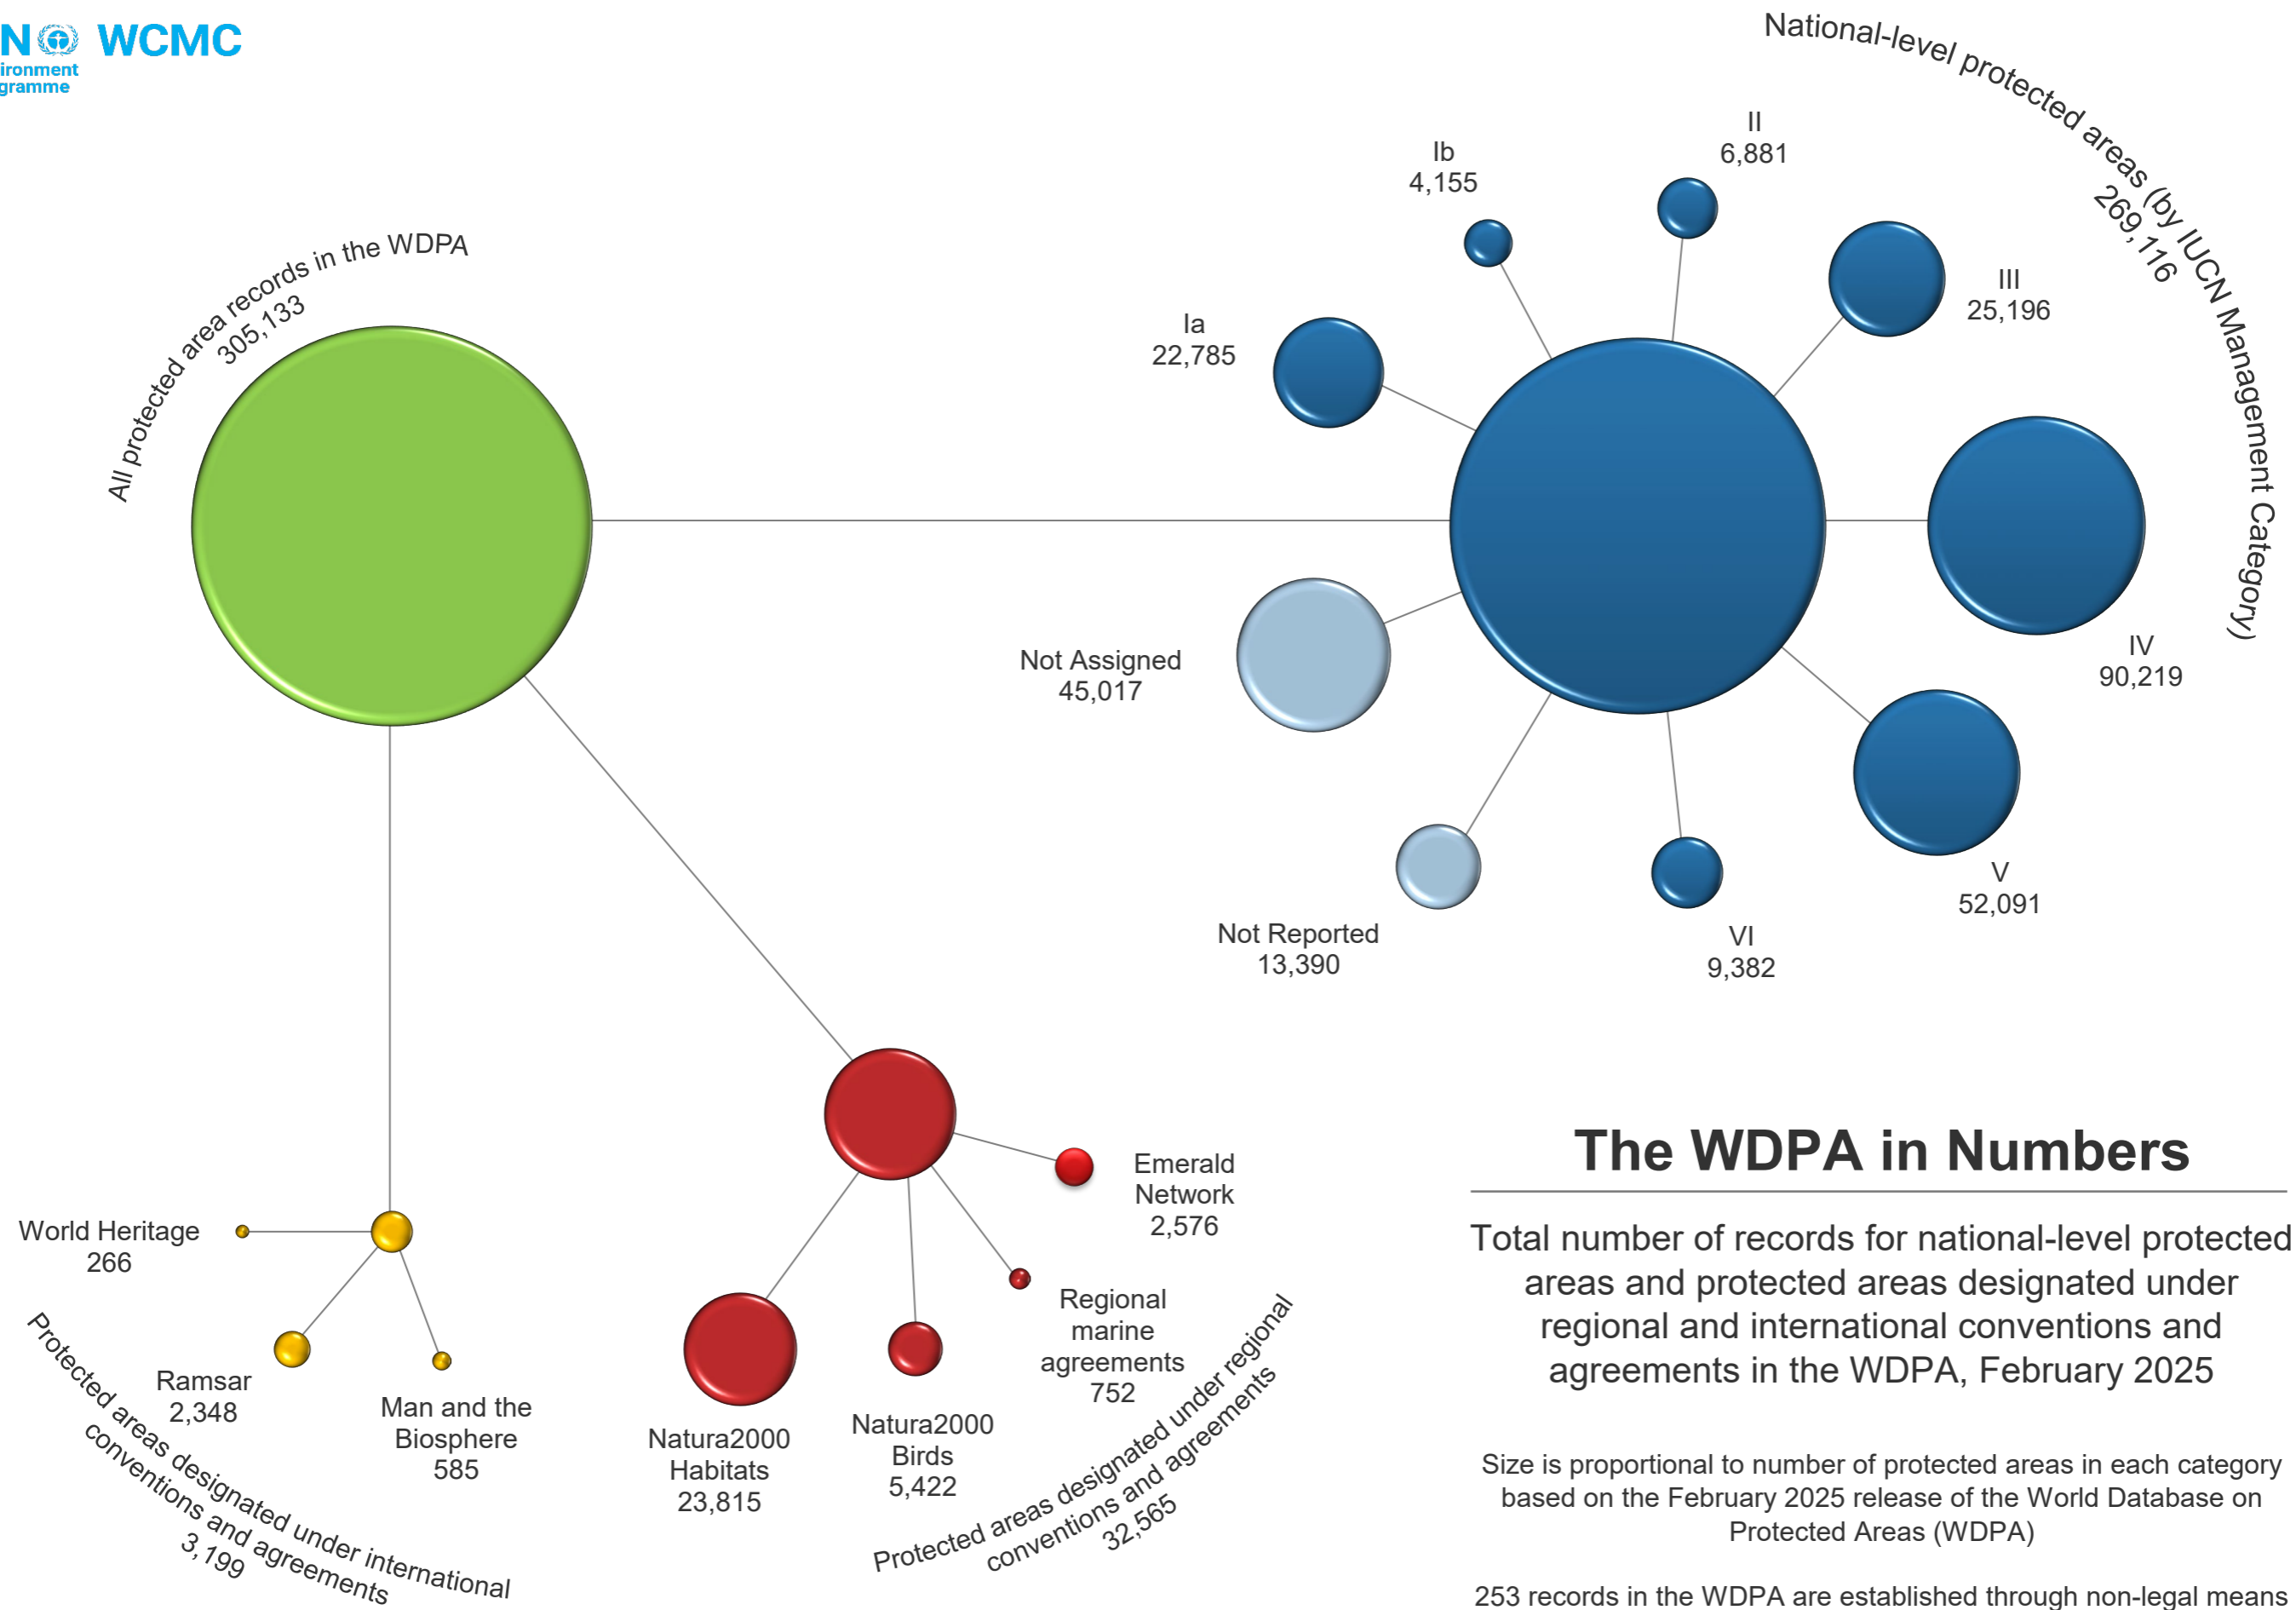 WCMC
All protected area records in the WDPA
305,133
National-level protected areas (by IUCN Management Category)
269,116
Ia
22,785
Ib
4,155
II
6,881
III
25,196
IV
90,219
V
52,091
VI
9,382
Not Reported
13,390
Not Assigned
45,017
World Heritage
266
Ramsar
2,348
Man and the
Biosphere
585
Protected areas designated under international
conventions and agreements
3,199
Natura2000
Habitats
23,815
Natura2000
Birds
5,422
Regional
marine
agreements
752
Emerald
Network
2,576
Protected areas designated under regional
conventions and agreements
32,565
The WDPA in Numbers
Total number of records for national-level protected
areas and protected areas designated under
regional and international conventions and
agreements in the WDPA, February 2025
Size is proportional to number of protected areas in each category
based on the February 2025 release of the World Database on
Protected Areas (WDPA)
253 records in the WDPA are established through non-legal means